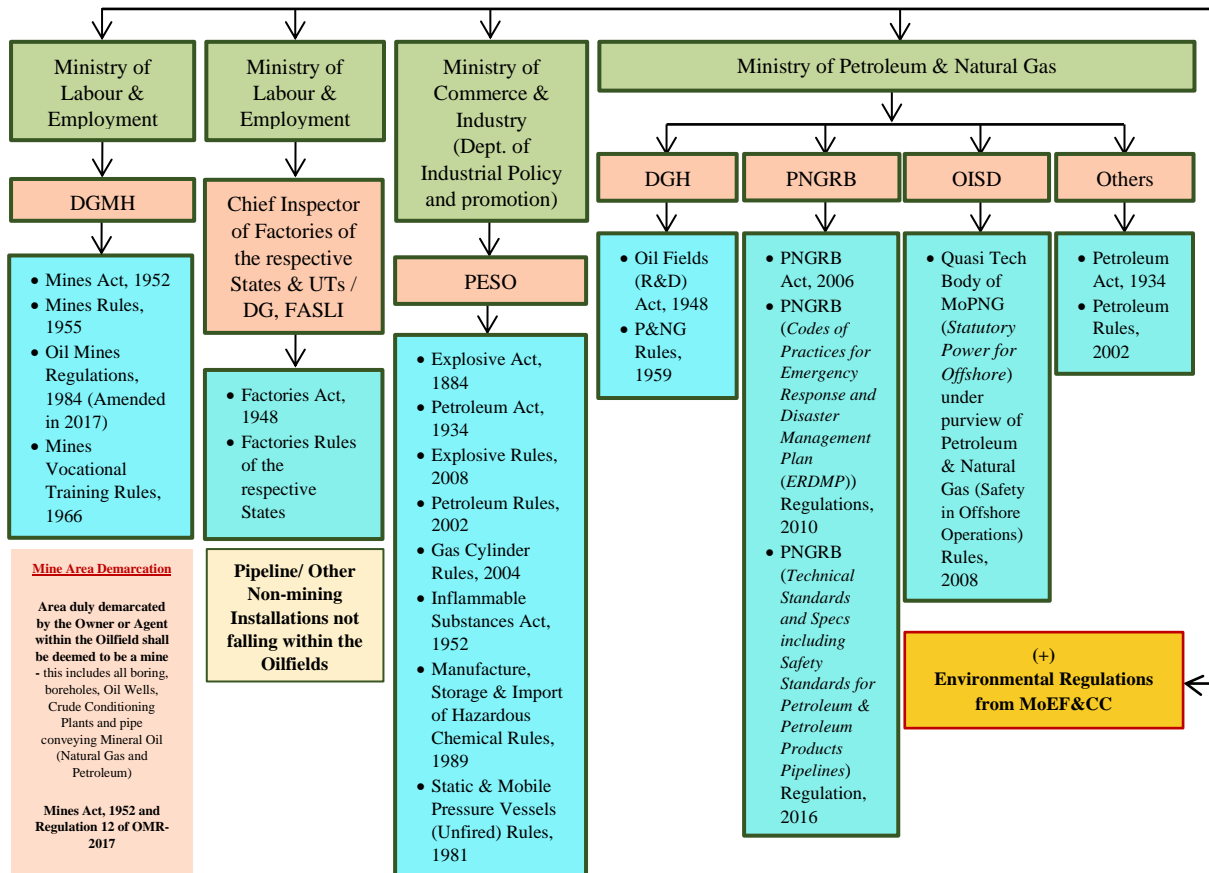 Ministry of
Labour &
Employment
DGMH
• Mines Act, 1952
• Mines Rules,
1955
• Oil Mines
Regulations,
1984 (Amended
in 2017)
• Mines
Vocational
Training Rules,
1966
Mine Area Demarcation
Area duly demarcated
by the Owner or Agent
within the Oilfield shall
be deemed to be a mine
- this includes all boring,
boreholes, Oil Wells,
Crude Conditioning
Plants and pipe
conveying Mineral Oil
(Natural Gas and
Petroleum)
Mines Act, 1952 and
Regulation 12 of OMR-
2017
Ministry of
Labour &
Employment
Chief Inspector
of Factories of
the respective
States & UTs /
DG, FASLI
• Factories Act,
1948
• Factories Rules
of the
respective
States
Pipeline/ Other
Non-mining
Installations not
falling within the
Oilfields
Ministry of
Commerce &
Industry
(Dept. of
Industrial Policy
and promotion)
PESO
• Explosive Act,
1884
• Petroleum Act,
1934
• Explosive Rules,
2008
• Petroleum Rules,
2002
• Gas Cylinder
Rules, 2004
• Inflammable
Substances Act,
1952
• Manufacture,
Storage & Import
of Hazardous
Chemical Rules,
1989
• Static & Mobile
Pressure Vessels
(Unfired) Rules,
1981
Ministry of Petroleum & Natural Gas
DGH
• Oil Fields
(R&D)
Act, 1948
• P&NG
Rules,
1959
PNGRB
• PNGRB
Act, 2006
• PNGRB
(Codes of
Practices for
Emergency
Response and
Disaster
Management
Plan
(ERDMP))
Regulations,
2010
• PNGRB
(Technical
Standards
and Specs
including
Safety
Standards for
Petroleum &
Petroleum
Products
Pipelines)
Regulation,
2016
OISD
• Quasi Tech
Body of
MoPNG
(Statutory
Power for
Offshore)
under
purview of
Petroleum
& Natural
Gas (Safety
in Offshore
Operations)
Rules,
2008
Others
• Petroleum
Act, 1934
• Petroleum
Rules,
2002
(+)
Environmental Regulations
from MoEF&CC